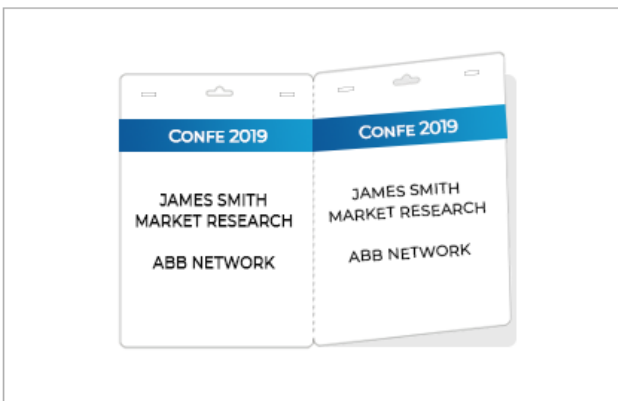 CONFE 2019
JAMES SMITH
MARKET RESEARCH
ABB NETWORK
CONFE 2019
JAMES SMITH
MARKET RESEARCH
ABB NETWORK